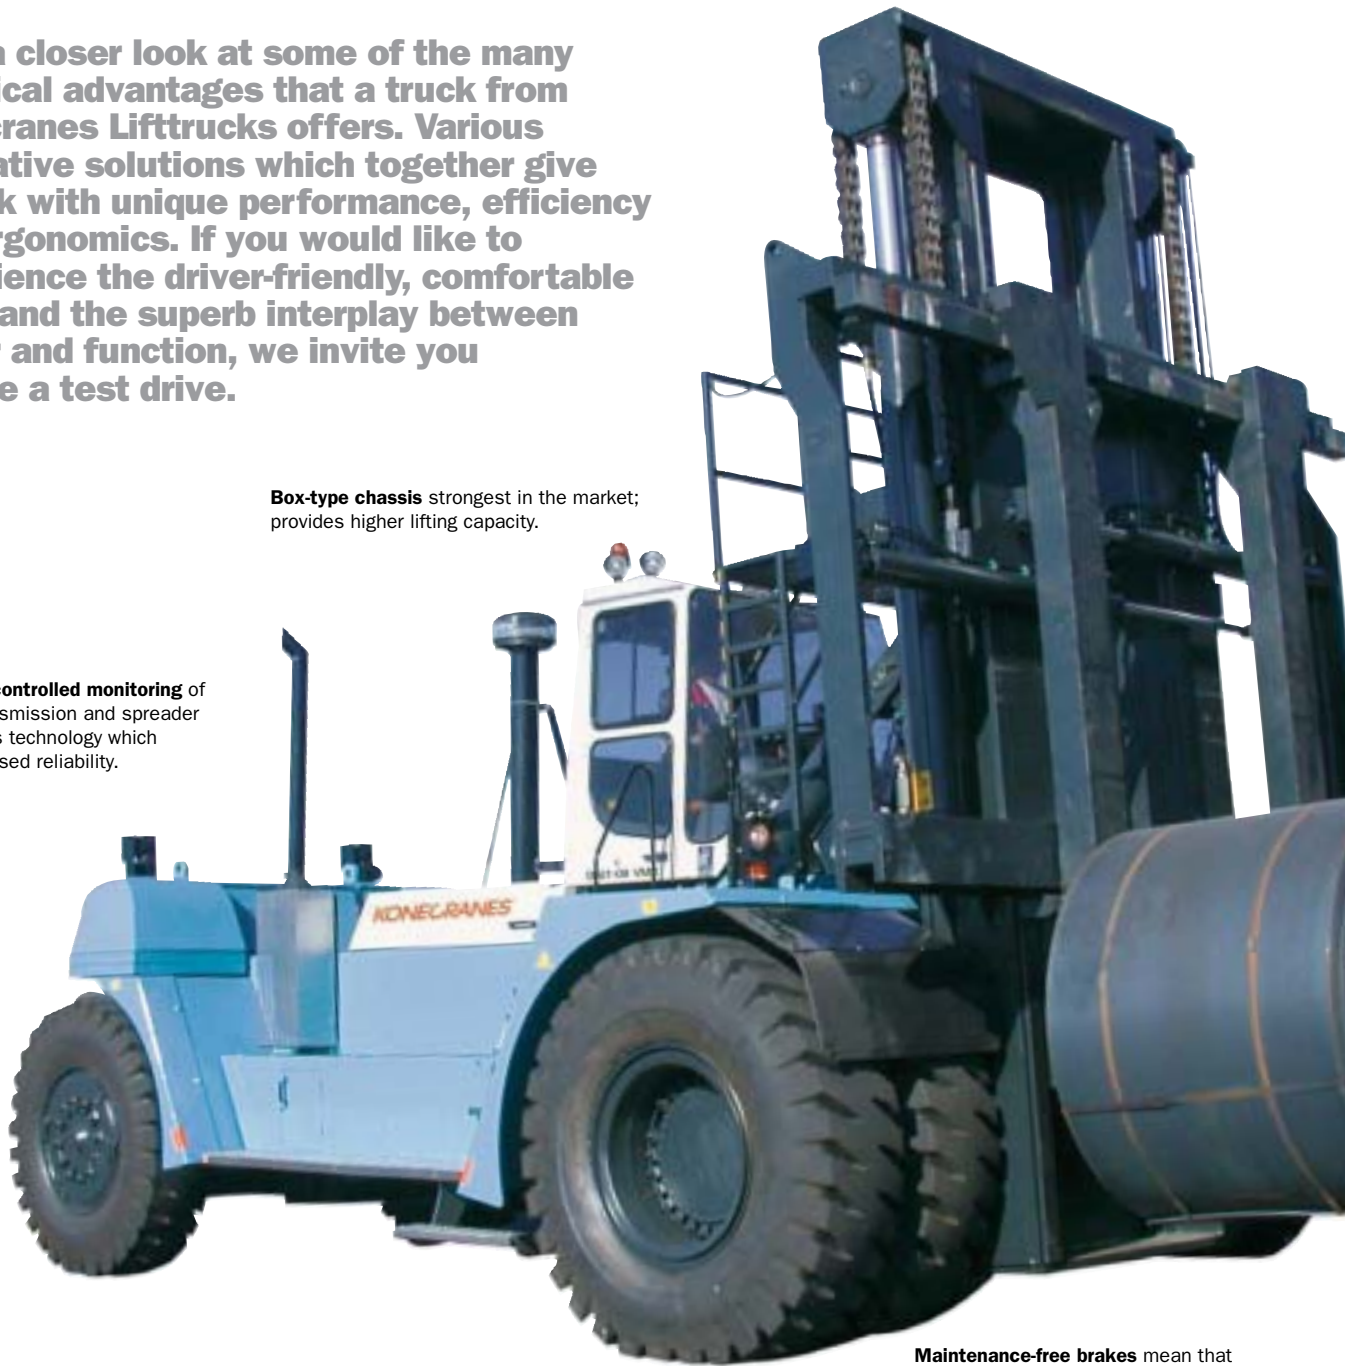 a closer look at some of the many
ical advantages that a truck from
cranes Lifttrucks offers. Various
ative solutions which together give
k with unique performance, efficiency
rgonomics. If you would like to
ience the driver-friendly, comfortable
and the superb interplay between
r and function, we invite you
e a test drive.
Box-type chassis strongest in the market;
provides higher lifting capacity.
controlled monitoring of
smission and spreader
s technology which
sed reliability.
KONECRANES
Maintenance-free brakes mean that